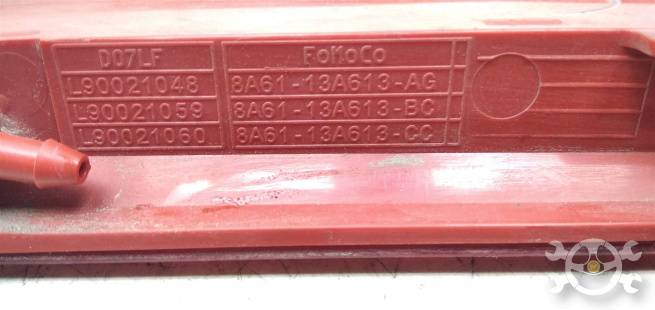 D07LF FoMoCo
L90021048 8A61-13A613-AG
L90021059 8A61-13A613-BC
L90021060 8A61-13A613-CC